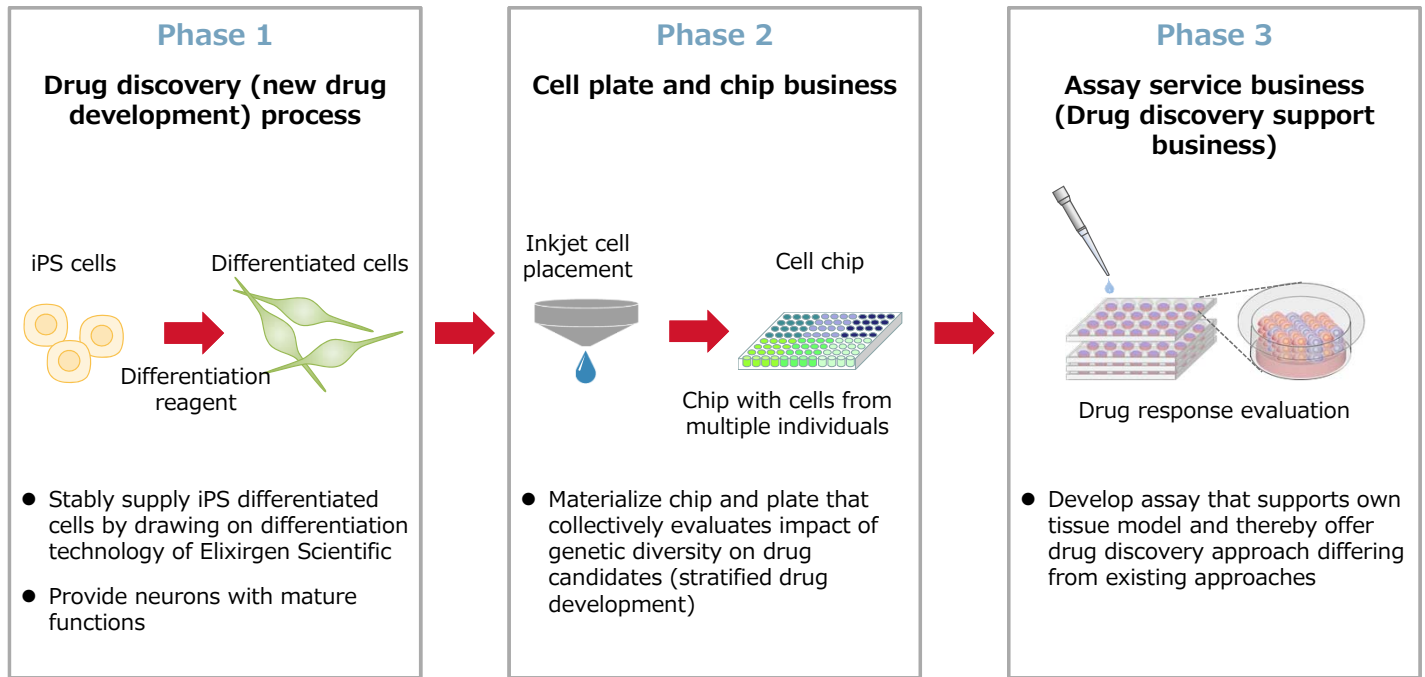 Phase 1
Drug discovery (new drug
development) process
iPS cells
Differentiated cells
Differentiation
reagent
● Stably supply iPS differentiated
cells by drawing on differentiation
technology of Elixirgen Scientific
● Provide neurons with mature
functions
Phase 2
Cell plate and chip business
Inkjet cell
placement
Cell chip
Chip with cells from
multiple individuals
● Materialize chip and plate that
collectively evaluates impact of
genetic diversity on drug
candidates (stratified drug
development)
Phase 3
Assay service business
(Drug discovery support
business)
Drug response evaluation
● Develop assay that supports own
tissue model and thereby offer
drug discovery approach differing
from existing approaches